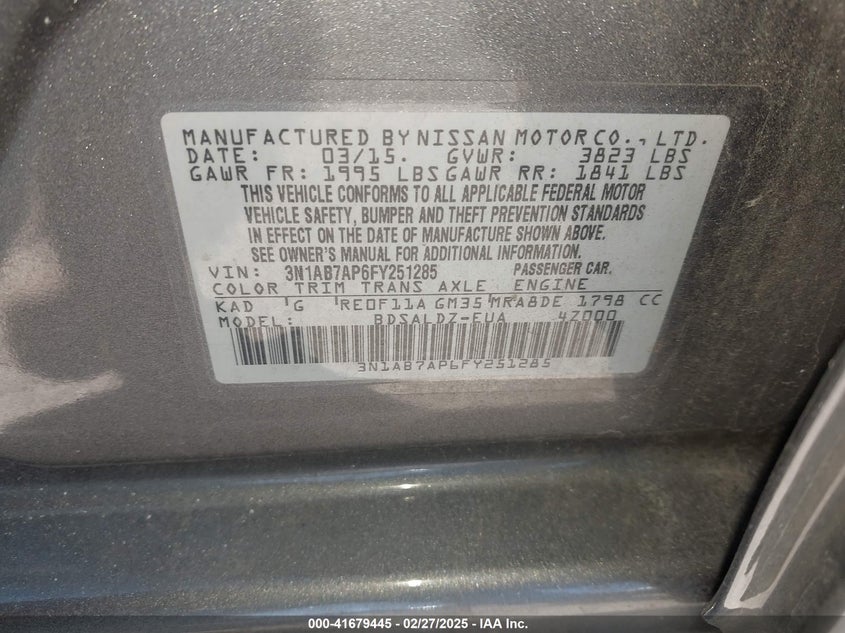 MANUFACTURED BY NISSAN MOTOR CO., LTD.
DATE: 03/15. GVWR: 3823 LBS
GAWR FR: 1995 LBS GAWR RR: 1841 LBS
THIS VEHICLE CONFORMS TO ALL APPLICABLE FEDERAL MOTOR
VEHICLE SAFETY, BUMPER AND THEFT PREVENTION STANDARDS
IN EFFECT ON THE DATE OF MANUFACTURE SHOWN ABOVE.
SEE OWNER'S MANUAL FOR ADDITIONAL INFORMATION.
VIN: 3N1AB7AP6FY251285 PASSENGER CAR.
COLOR TRIM TRANS AXLE ENGINE
KAD G RE0F11A GM35 MRA8DE 1798 CC
MODEL: BDSALDZ-EUA 4Z000
3N1AB7AP6FY251285
000-41679445 - 02/27/2025 - IAA Inc.